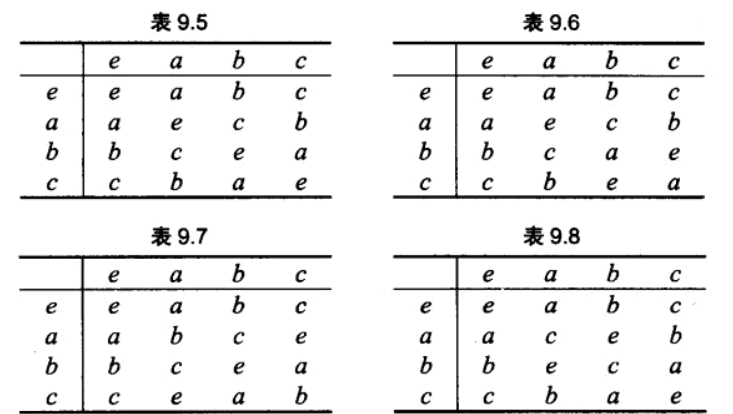 表 9.5
e a b c
e e a b c
a a e c b
b b c e a
c c b a e
表 9.6
e a b c
e e a b c
a a e c b
b b c a e
c c b e a
表 9.7
e a b c
e e a b c
a a b c e
b b c e a
c c e a b
表 9.8
e a b c
e e a b c
a a c e b
b b e c a
c c b a e